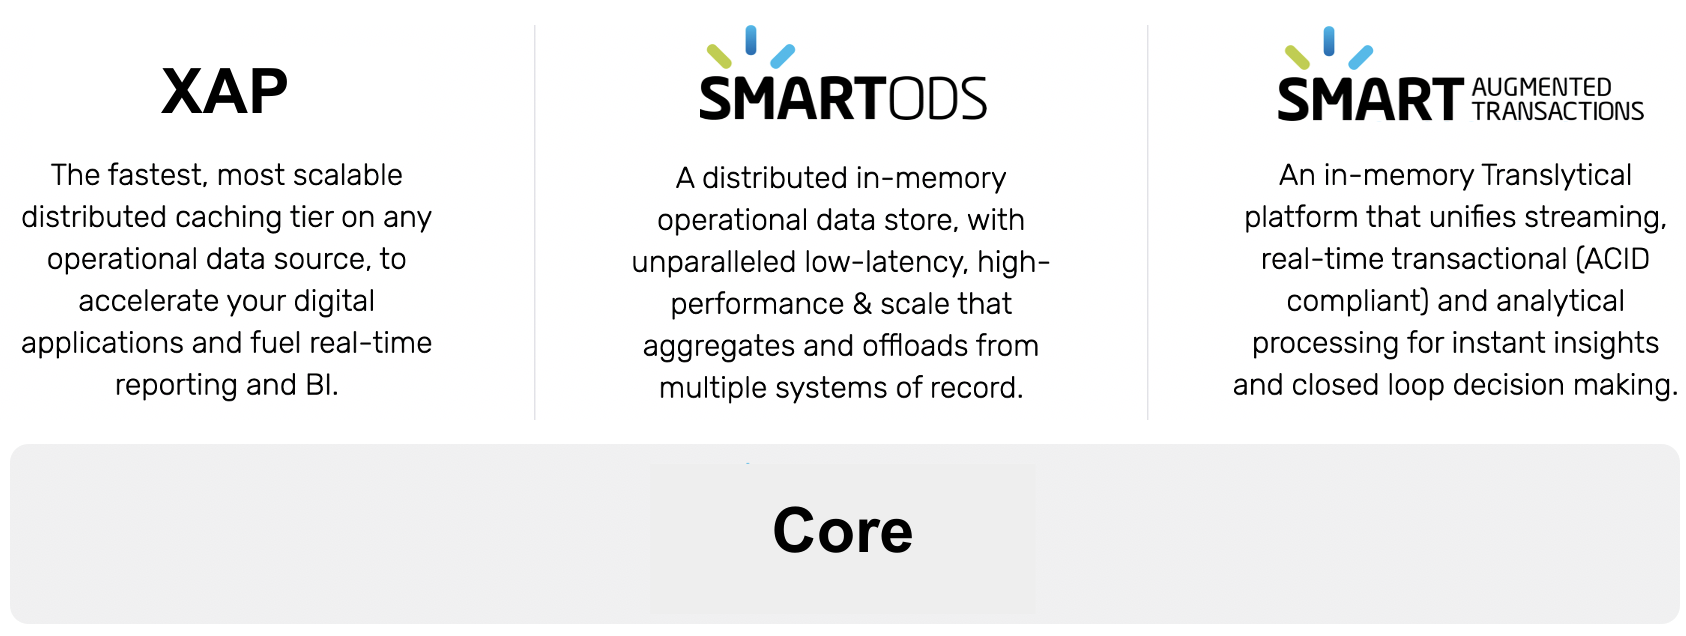 XAP
The fastest, most scalable
distributed caching tier on any
operational data source, to
accelerate your digital
applications and fuel real-time
reporting and BI.
SMARTODS
A distributed in-memory
operational data store, with
unparalleled low-latency, high-
performance & scale that
aggregates and offloads from
multiple systems of record.
SMART AUGMENTED
TRANSACTIONS
An in-memory Translytical
platform that unifies streaming,
real-time transactional (ACID
compliant) and analytical
processing for instant insights
and closed loop decision making.
Core